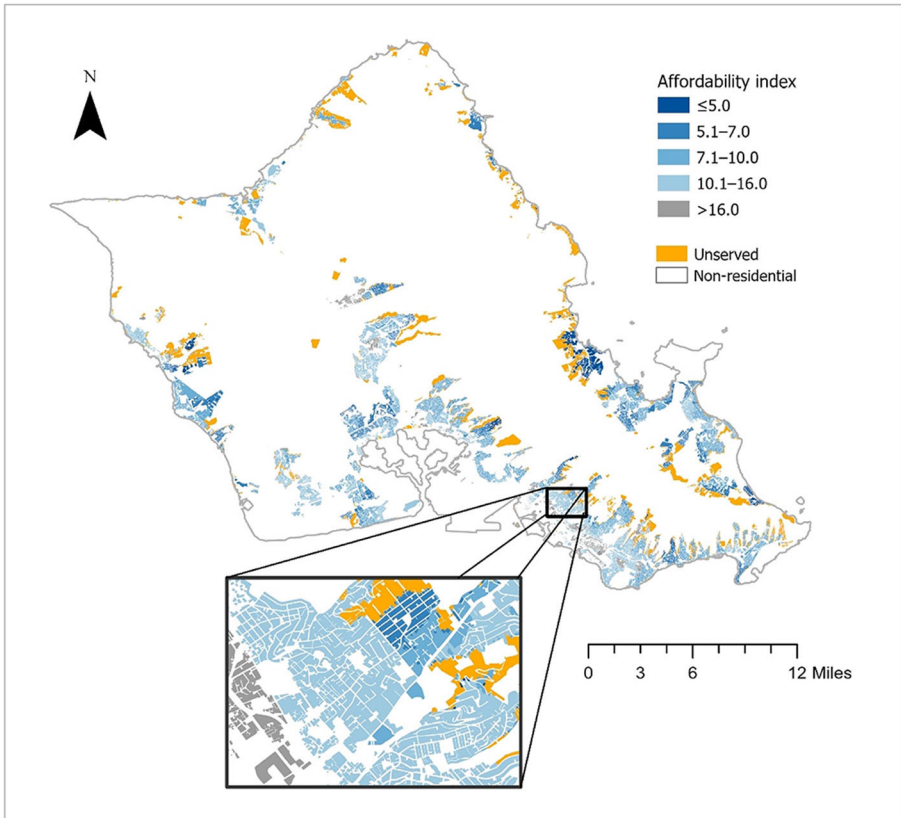 N
Affordability index
≤5.0
5.1–7.0
7.1–10.0
10.1–16.0
>16.0
Unserved
Non-residential
0 3 6 12 Miles